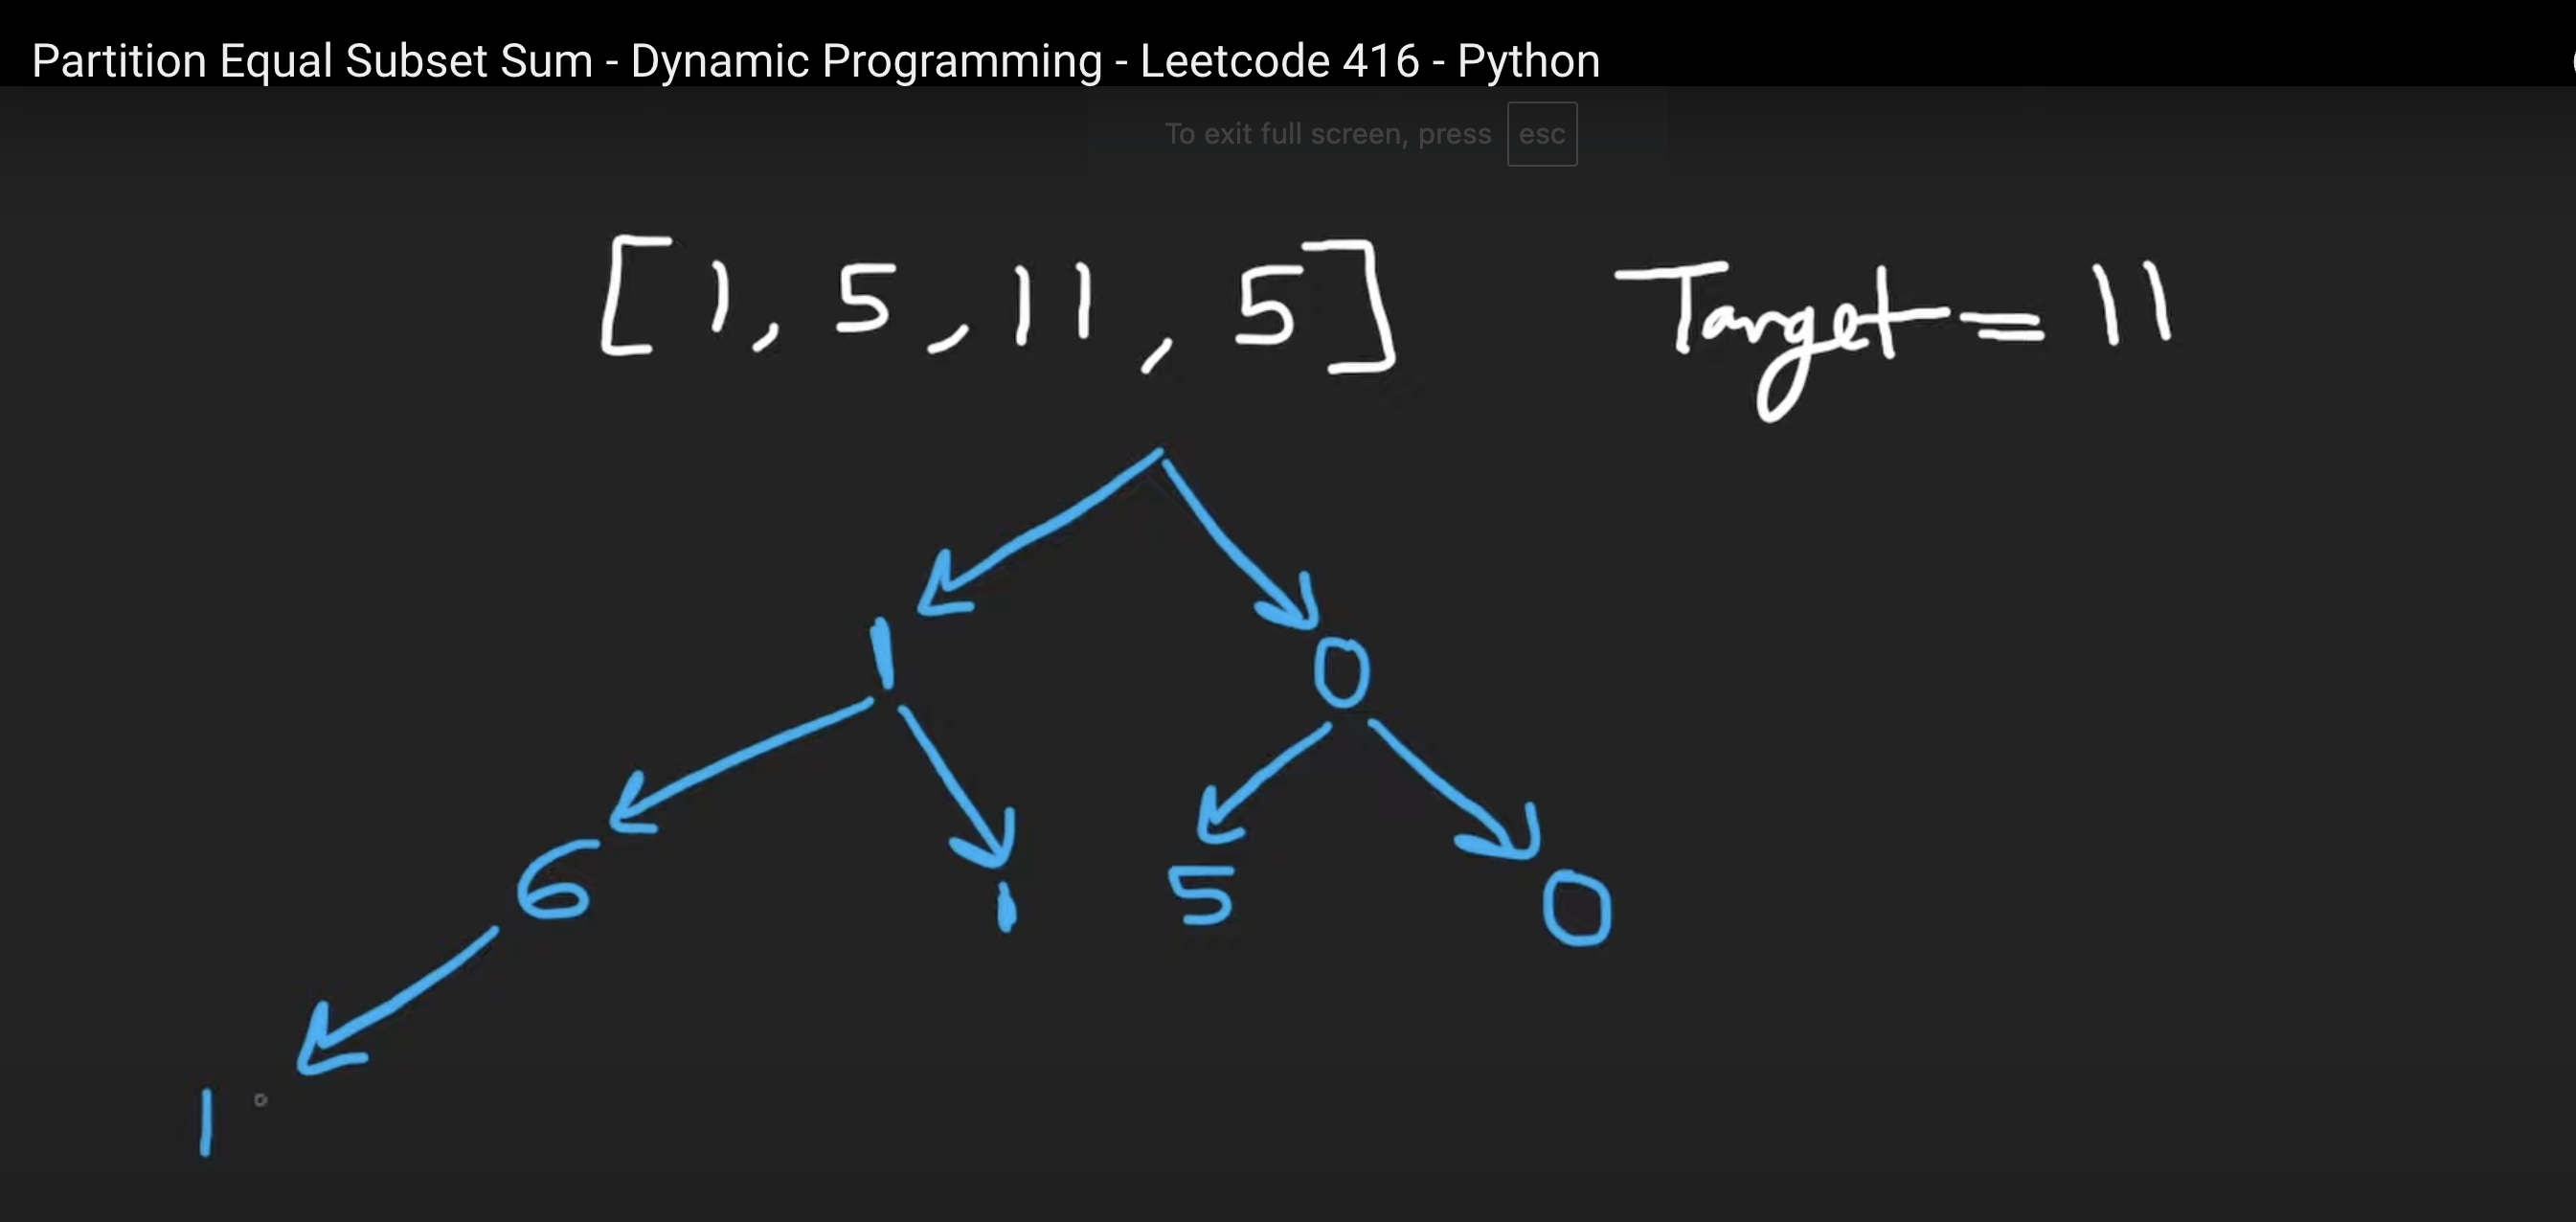 Partition Equal Subset Sum - Dynamic Programming - Leetcode 416 - Python
To exit full screen, press esc
[1, 5, 11, 5] Target = 11
1 0
6 1 5 0
1